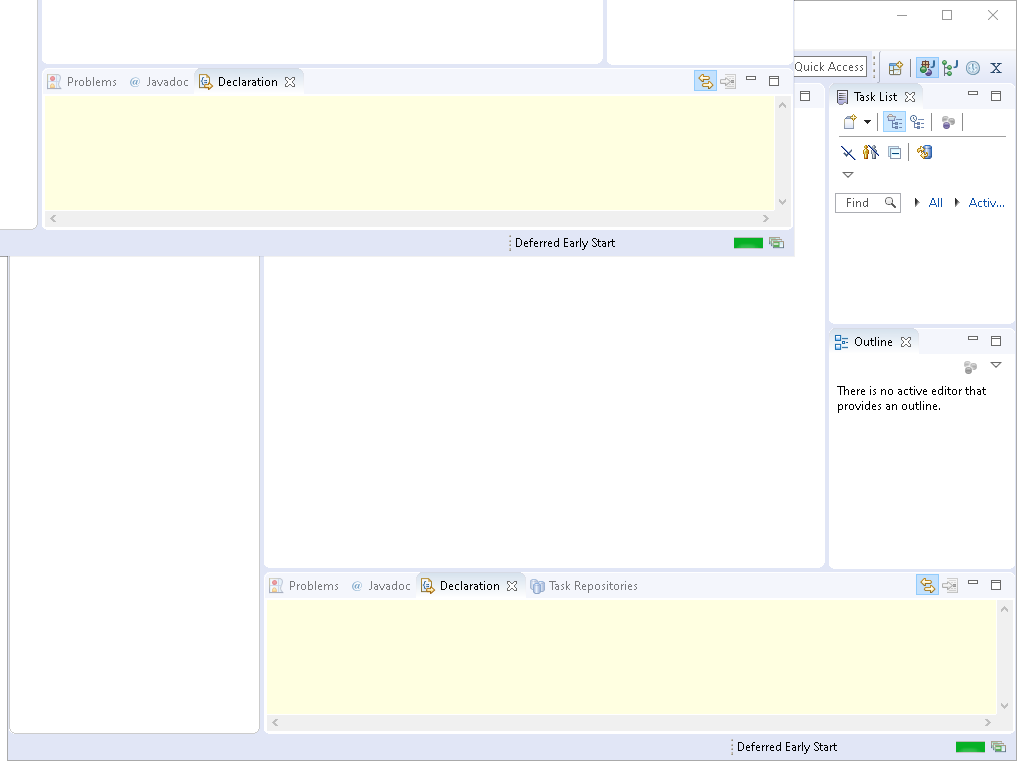 Quick Access
Problems @ Javadoc Declaration
Task List
Find All Activ...
Deferred Early Start
Outline
There is no active editor that
provides an outline.
Problems @ Javadoc Declaration Task Repositories
Deferred Early Start